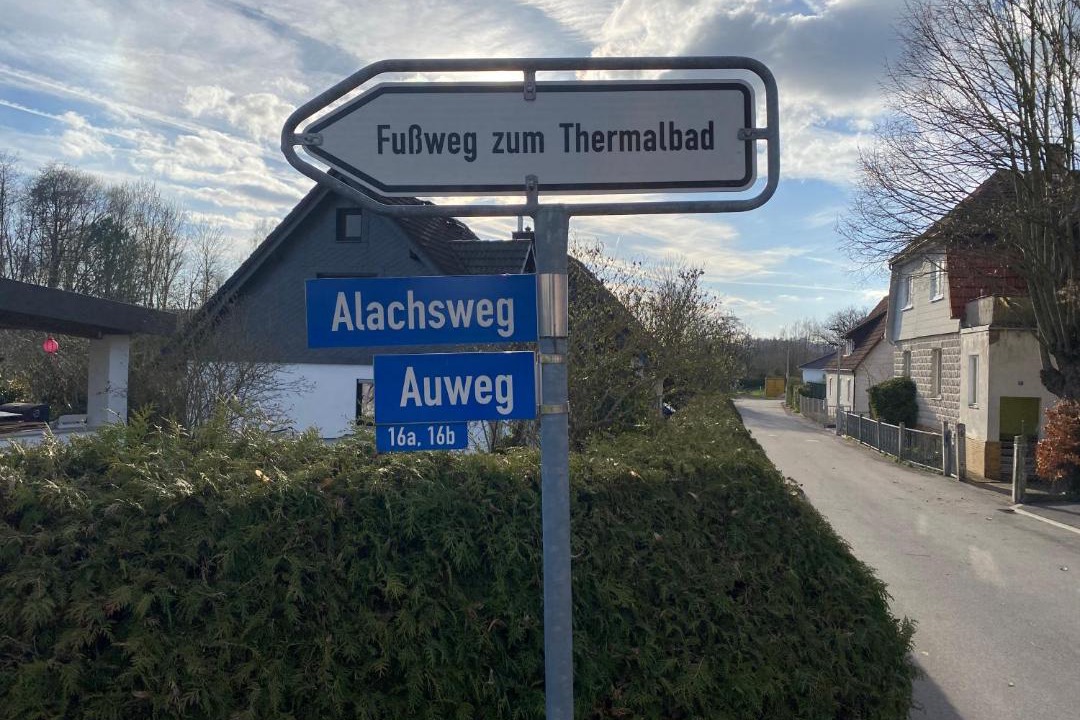 Fußweg zum Thermalbad
Alachsweg
Auweg
16a, 16b